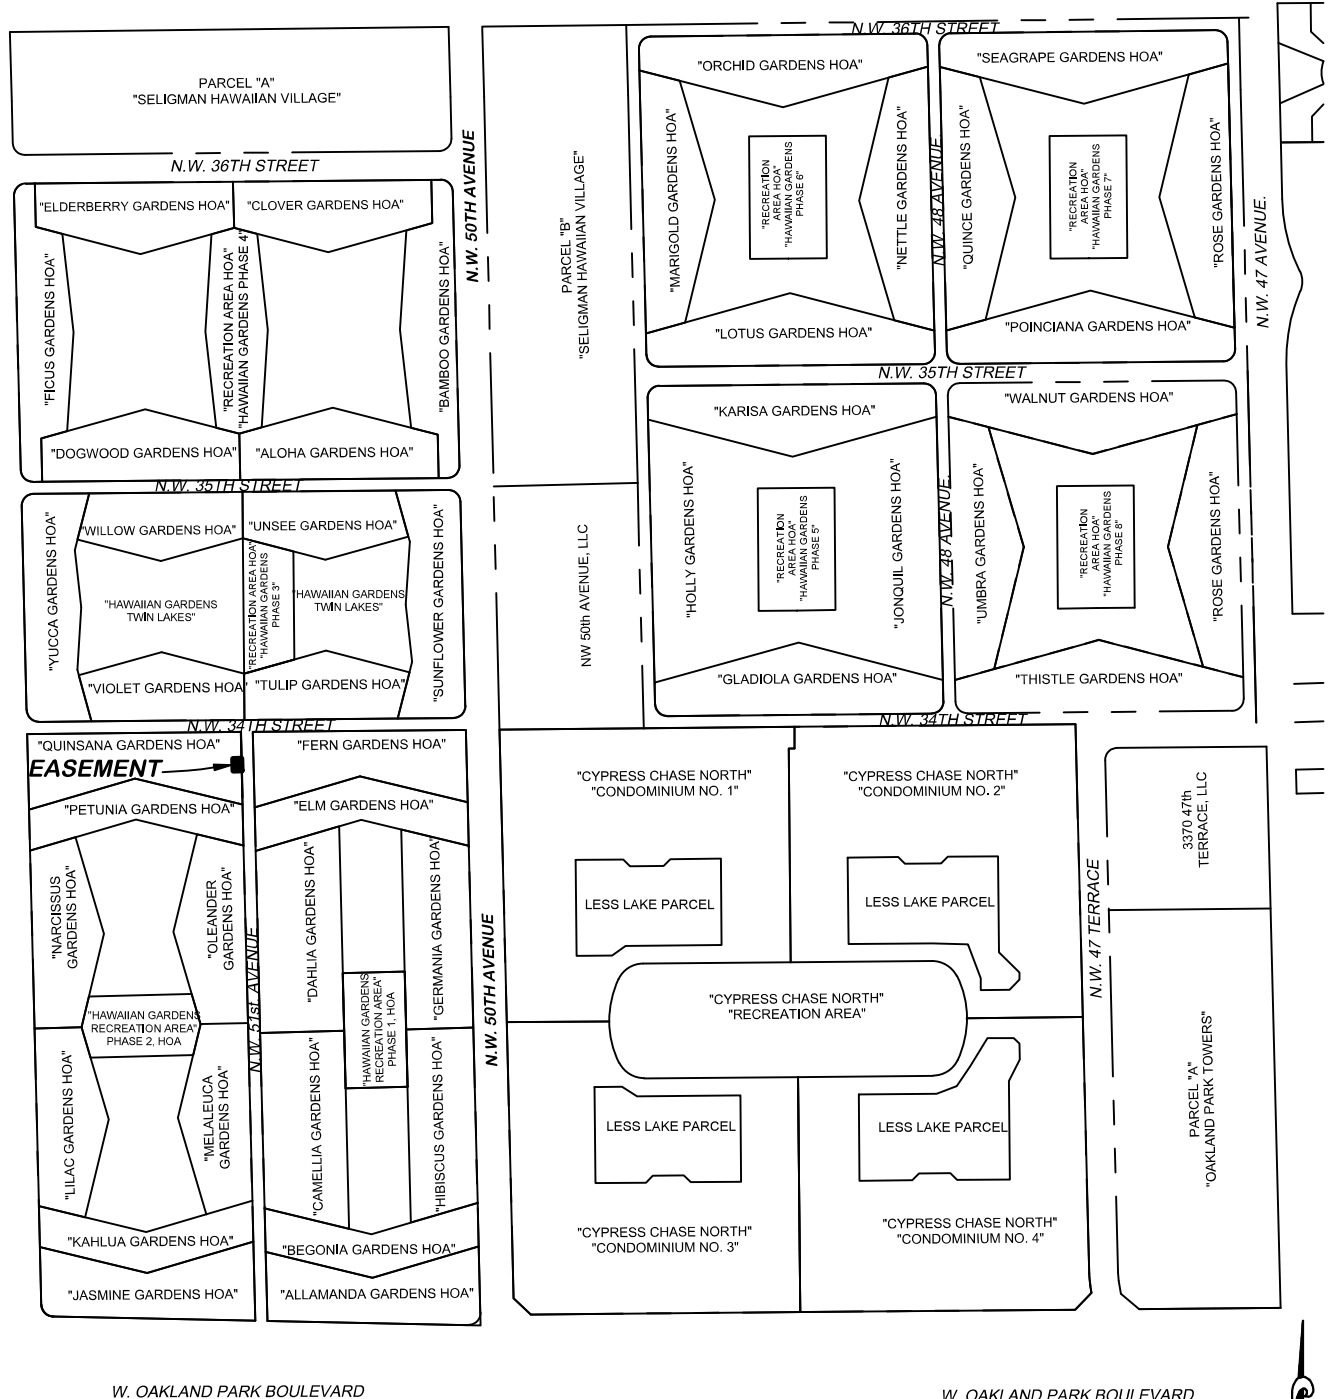 N.W. 36TH STREET
PARCEL "A"
"SELIGMAN HAWAIIAN VILLAGE"
N.W. 36TH STREET
N.W. 50TH AVENUE
PARCEL "B"
"SELIGMAN HAWAIIAN VILLAGE"
"ORCHID GARDENS HOA"
"MARIGOLD GARDENS HOA"
"RECREATION
AREA HOA"
"HAWAIIAN GARDENS
PHASE 6"
"NETTLE GARDENS HOA"
"LOTUS GARDENS HOA"
N.W. 48 AVENUE.
"SEAGRAPE GARDENS HOA"
"QUINCE GARDENS HOA"
"RECREATION
AREA HOA"
"HAWAIIAN GARDENS
PHASE 7"
"ROSE GARDENS HOA"
"POINCIANA GARDENS HOA"
N.W. 47 AVENUE.
"ELDERBERRY GARDENS HOA"
"CLOVER GARDENS HOA"
"FICUS GARDENS HOA"
"RECREATION AREA HOA"
"HAWAIIAN GARDENS PHASE 4"
"BAMBOO GARDENS HOA"
"DOGWOOD GARDENS HOA"
"ALOHA GARDENS HOA"
N.W. 35TH STREET
N.W. 35TH STREET
"KARISA GARDENS HOA"
"HOLLY GARDENS HOA"
"RECREATION
AREA HOA"
"HAWAIIAN GARDENS
PHASE 5"
"JONQUIL GARDENS HOA"
"GLADIOLA GARDENS HOA"
N.W. 48 AVENUE.
"WALNUT GARDENS HOA"
"UMBRA GARDENS HOA"
"RECREATION
AREA HOA"
"HAWAIIAN GARDENS
PHASE 8"
"ROSE GARDENS HOA"
"THISTLE GARDENS HOA"
"YUCCA GARDENS HOA"
"WILLOW GARDENS HOA"
"UNSEE GARDENS HOA"
"HAWAIIAN GARDENS
TWIN LAKES"
"RECREATION AREA HOA"
"HAWAIIAN GARDENS
PHASE 3"
"HAWAIIAN GARDENS
TWIN LAKES"
"SUNFLOWER GARDENS HOA"
"VIOLET GARDENS HOA"
"TULIP GARDENS HOA"
NW 50th AVENUE, LLC
N.W. 34TH STREET
N.W. 34TH STREET
"QUINSANA GARDENS HOA"
EASEMENT
"PETUNIA GARDENS HOA"
"NARCISSUS
GARDENS HOA"
"OLEANDER
GARDENS HOA"
"HAWAIIAN GARDENS
RECREATION AREA"
PHASE 2, HOA
"LILAC GARDENS HOA"
"MELALEUCA
GARDENS HOA"
"KAHLUA GARDENS HOA"
"JASMINE GARDENS HOA"
N.W. 51st. AVENUE
"FERN GARDENS HOA"
"ELM GARDENS HOA"
"DAHLIA GARDENS HOA"
"GERMANIA GARDENS HOA"
"HAWAIIAN GARDENS
RECREATION AREA"
PHASE 1, HOA
"CAMELLIA GARDENS HOA"
"HIBISCUS GARDENS HOA"
"BEGONIA GARDENS HOA"
"ALLAMANDA GARDENS HOA"
N.W. 50TH AVENUE
"CYPRESS CHASE NORTH"
"CONDOMINIUM NO. 1"
"CYPRESS CHASE NORTH"
"CONDOMINIUM NO. 2"
LESS LAKE PARCEL
LESS LAKE PARCEL
"CYPRESS CHASE NORTH"
"RECREATION AREA"
LESS LAKE PARCEL
LESS LAKE PARCEL
"CYPRESS CHASE NORTH"
"CONDOMINIUM NO. 3"
"CYPRESS CHASE NORTH"
"CONDOMINIUM NO. 4"
N.W. 47 TERRACE
3370 47th
TERRACE, LLC
PARCEL "A"
"OAKLAND PARK TOWERS"
W. OAKLAND PARK BOULEVARD
W. OAKLAND PARK BOULEVARD